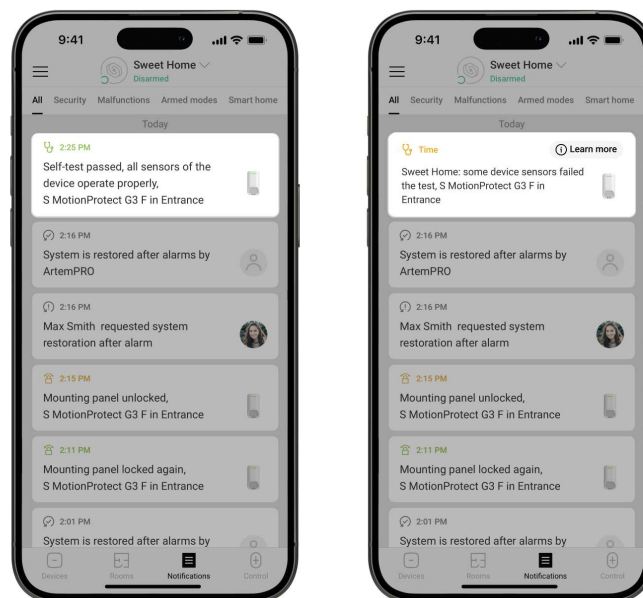 9:41
Sweet Home
Disarmed
All Security Malfunctions Armed modes Smart home
Today
2:25 PM
Self-test passed, all sensors of the
device operate properly,
S MotionProtect G3 F in Entrance
2:16 PM
System is restored after alarms by
ArtemPRO
2:16 PM
Max Smith requested system
restoration after alarm
2:15 PM
Mounting panel unlocked,
S MotionProtect G3 F in Entrance
2:11 PM
Mounting panel locked again,
S MotionProtect G3 F in Entrance
2:01 PM
System is restored after alarms by
Devices Rooms Notifications Control
9:41
Sweet Home
Disarmed
All Security Malfunctions Armed modes Smart home
Today
Time
Learn more
Sweet Home: some device sensors failed
the test, S MotionProtect G3 F in
Entrance
2:16 PM
System is restored after alarms by
ArtemPRO
2:16 PM
Max Smith requested system
restoration after alarm
2:15 PM
Mounting panel unlocked,
S MotionProtect G3 F in Entrance
2:11 PM
Mounting panel locked again,
S MotionProtect G3 F in Entrance
2:01 PM
System is restored after alarms by
Devices Rooms Notifications Control